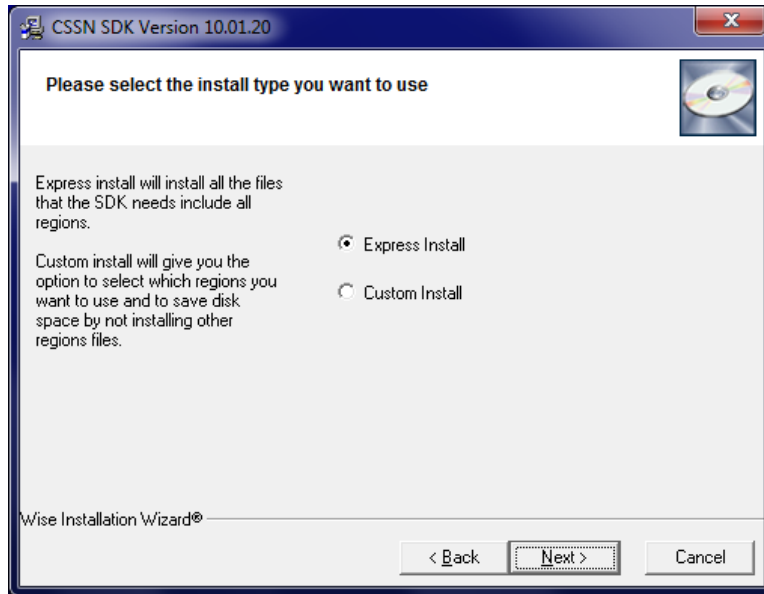 CSSN SDK Version 10.01.20
Please select the install type you want to use
Express install will install all the files
that the SDK needs include all
regions.
Custom install will give you the
option to select which regions you
want to use and to save disk
space by not installing other
regions files.
Express Install
Custom Install
Wise Installation Wizard®
< Back
Next >
Cancel